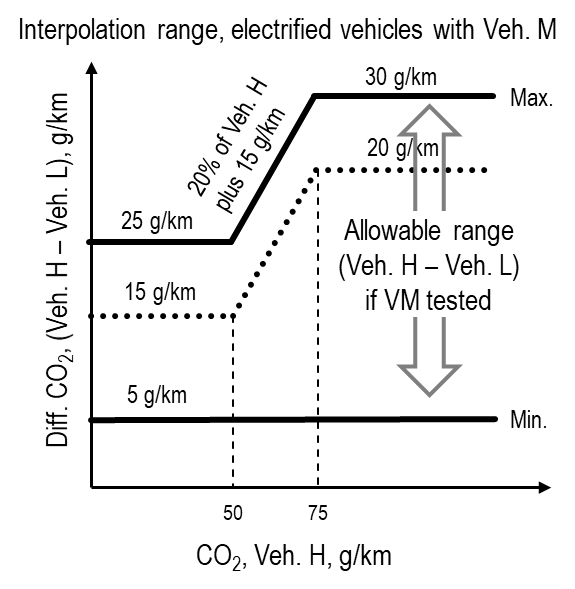 Interpolation range, electrified vehicles with Veh. M
Diff. CO₂, (Veh. H – Veh. L), g/km
30 g/km
Max.
20% of Veh. H
plus 15 g/km
20 g/km
25 g/km
Allowable range
(Veh. H – Veh. L)
if VM tested
15 g/km
5 g/km
Min.
50
75
CO₂, Veh. H, g/km